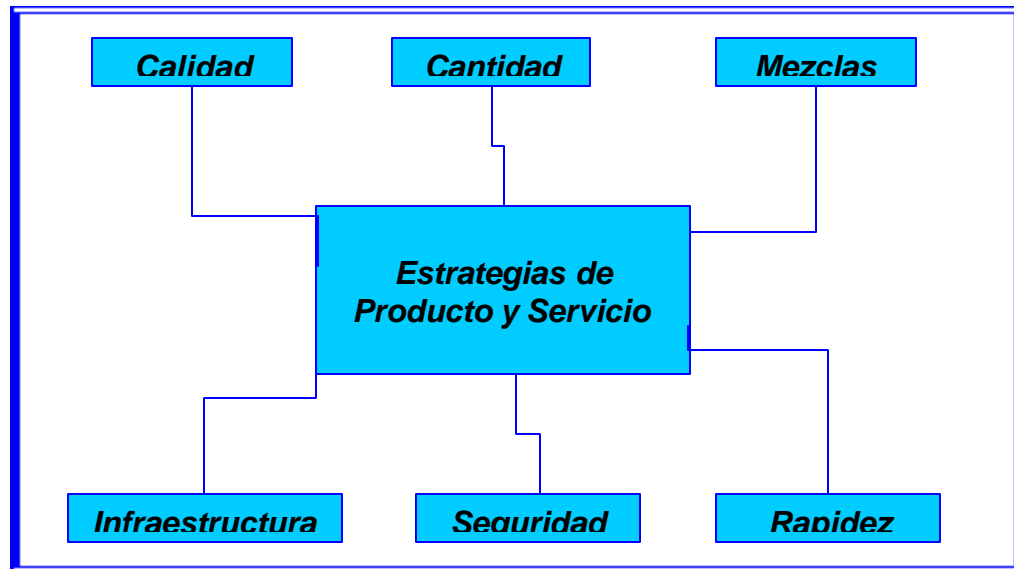 Calidad
Cantidad
Mezclas
Estrategias de
Producto y Servicio
Infraestructura
Seguridad
Rapidez